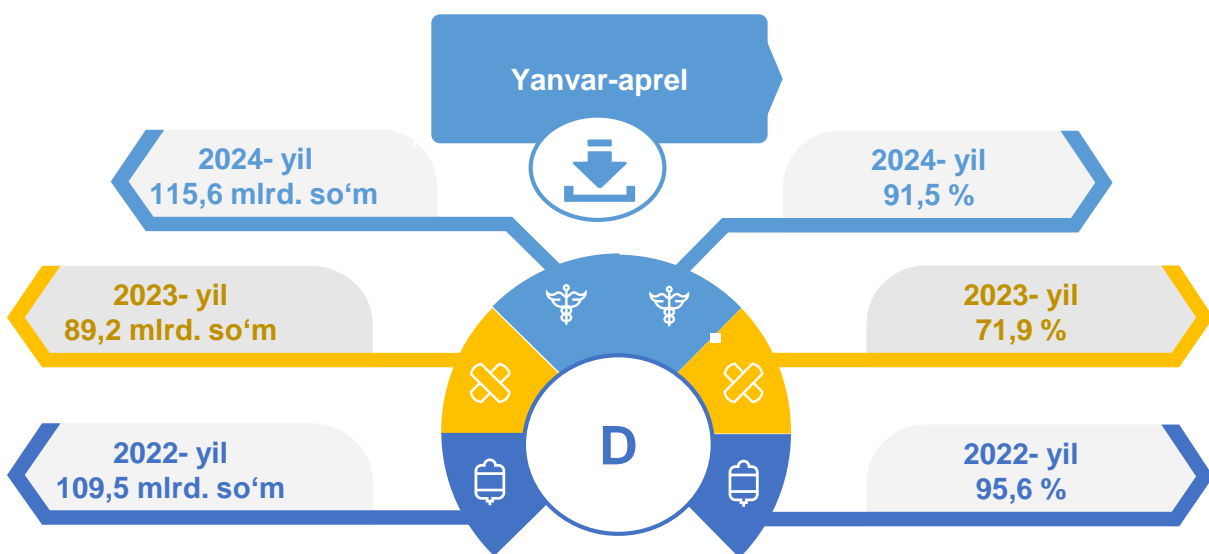 Yanvar-aprel
2024- yil
115,6 mlrd. so‘m
2024- yil
91,5 %
2023- yil
89,2 mlrd. so‘m
2023- yil
71,9 %
D
2022- yil
109,5 mlrd. so‘m
2022- yil
95,6 %